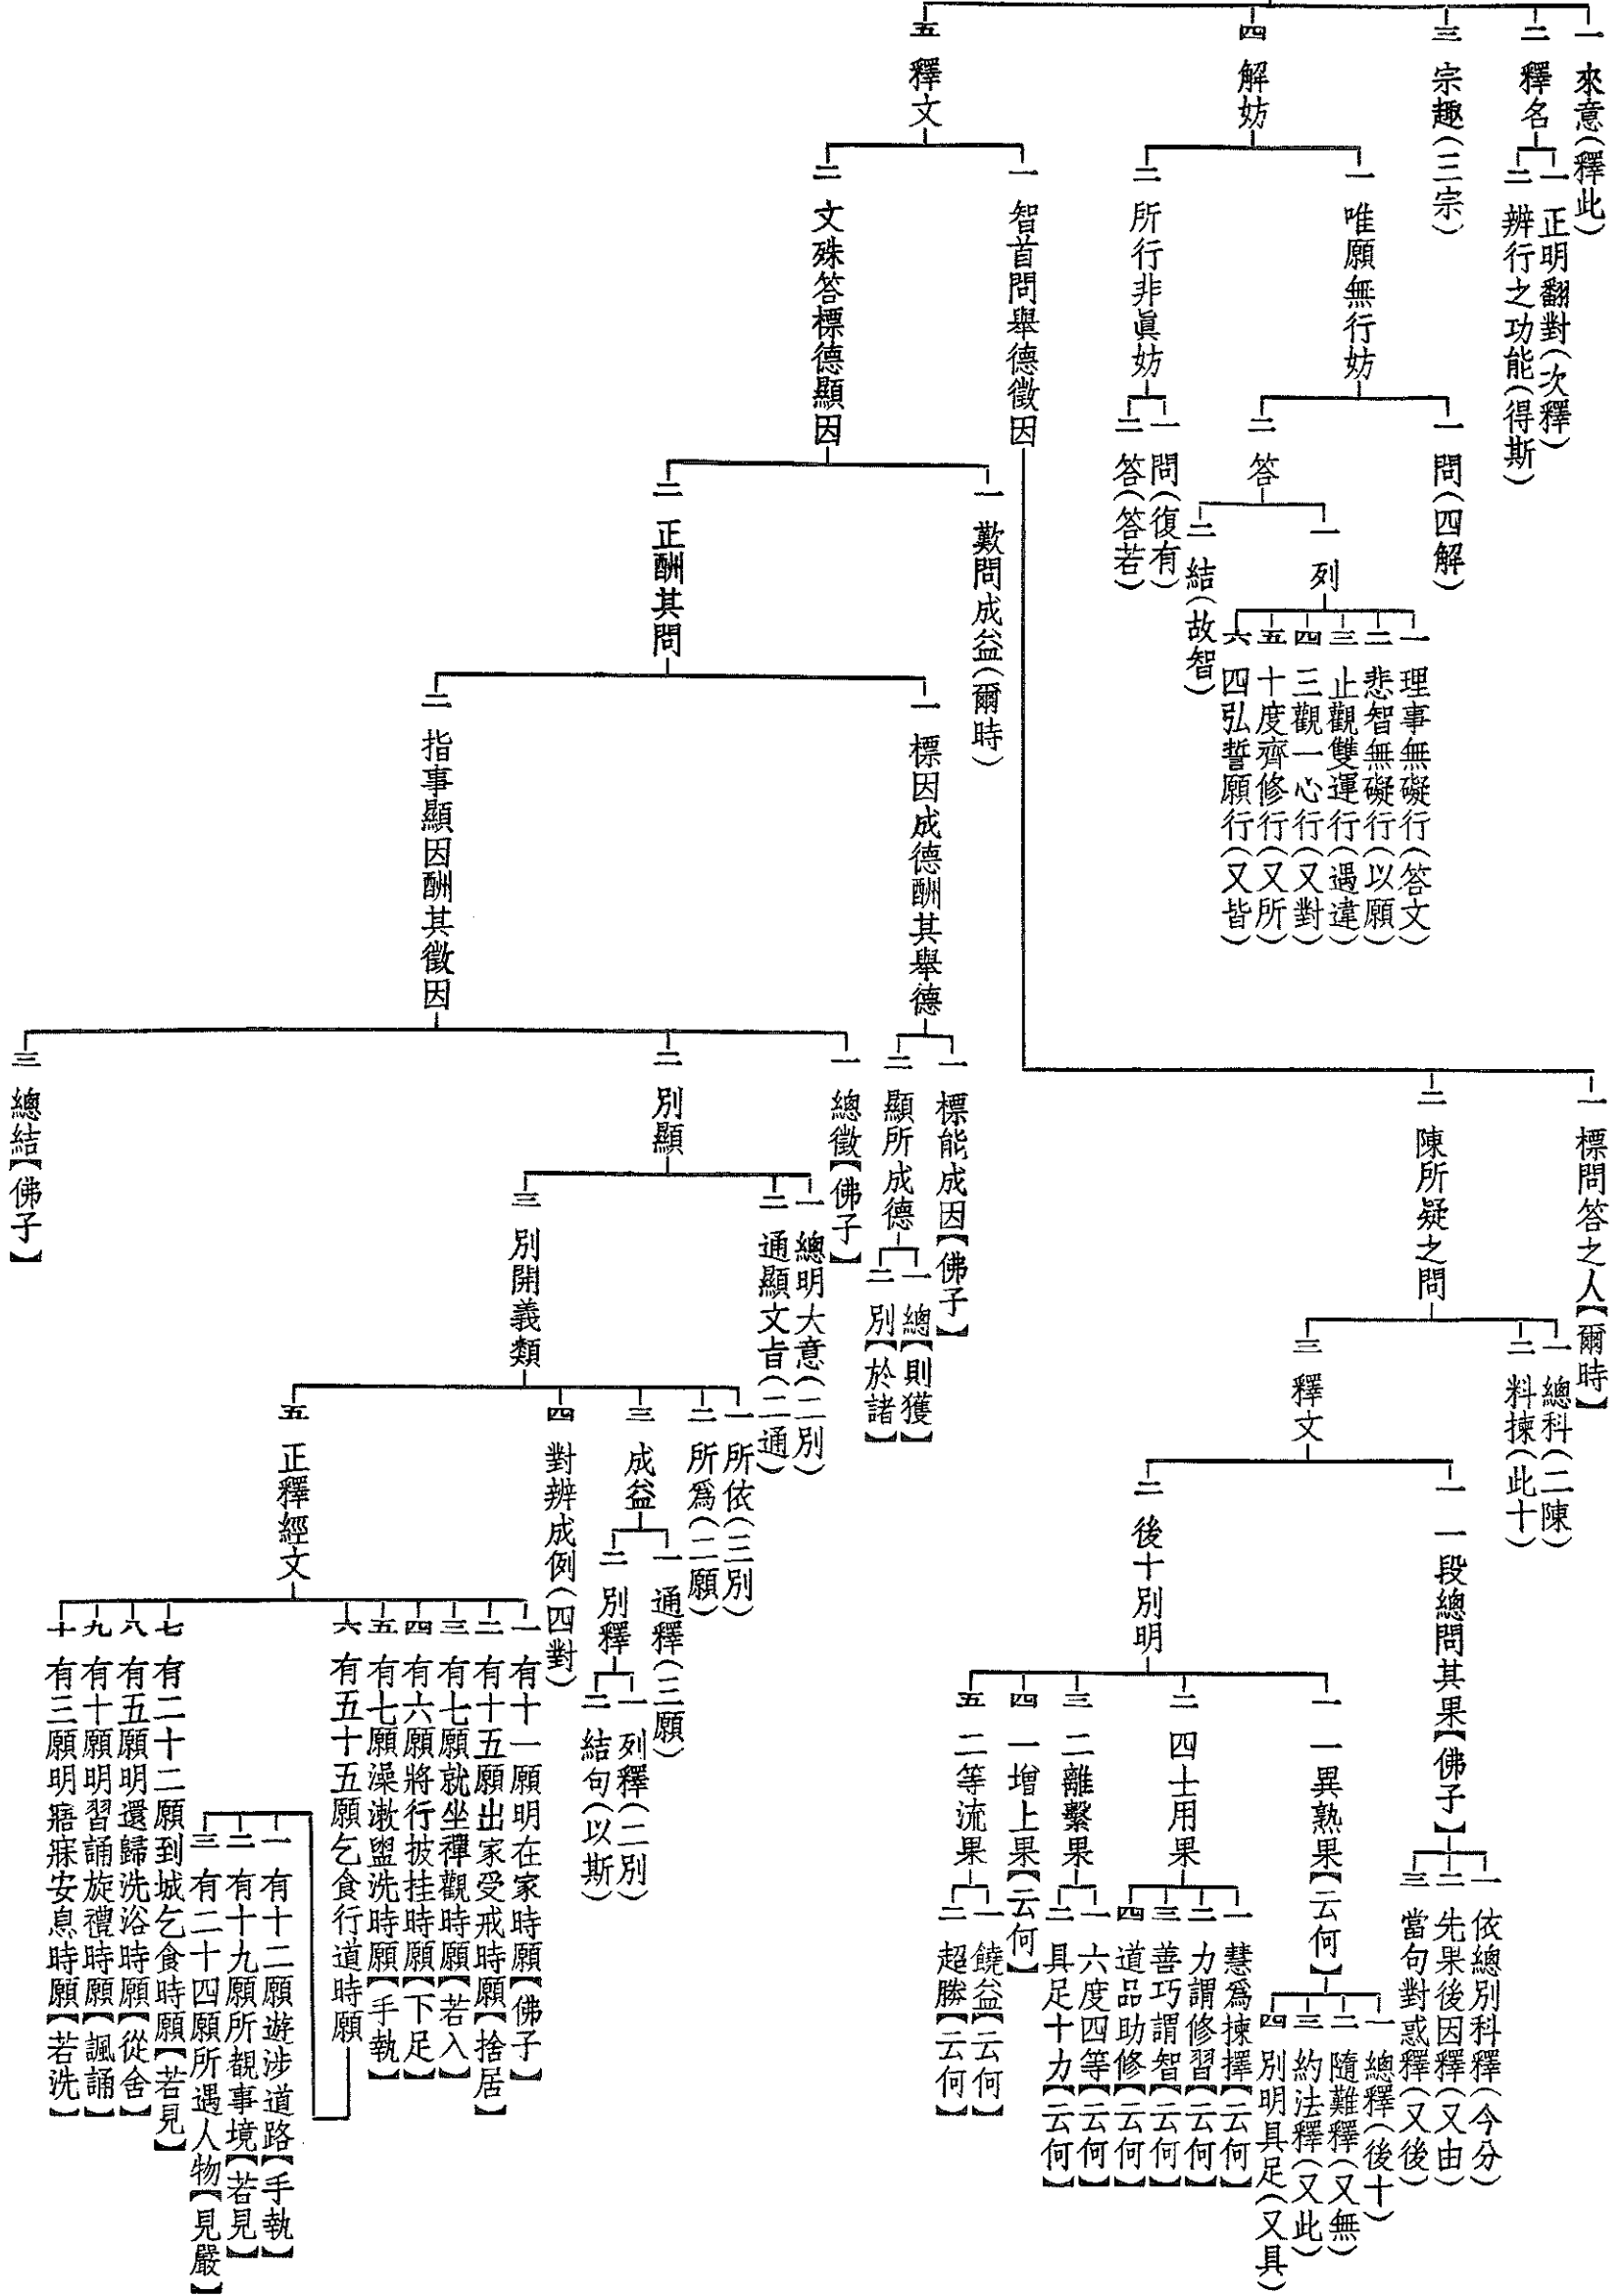 一 來意(釋此)
二 釋名
一 正明翻對(次釋)
二 辨行之功能(得斯)
三 宗趣(三宗)
四 解妨
一 唯願無行妨
一 問(四解)
二 答
一 列
一 理事無礙行(答文)
二 悲智無礙行(以願)
三 止觀雙運行(遇違)
四 三觀一心行(又對)
五 十度齊修行(又所)
六 四弘誓願行(又皆)
二 結(故智)
二 所行非眞妨
一 問(復有)
二 答(答若)
五 釋文
一 智首問舉德徵因
一 標問答之人【爾時】
二 陳所疑之問
一 總科(二陳)
二 料揀(此十)
三 釋文
一 一段總問其果【佛子】
一 依總別科釋(今分)
二 先果後因釋(又由)
三 當句對惑釋(又後)
二 後十別明
一 一異熟果【云何】
一 總釋(後十)
二 隨難釋(又無)
三 約法釋(又此)
四 別明具足(又具)
二 四士用果
一 慧爲揀擇【云何】
二 力謂修習【云何】
三 善巧謂智【云何】
四 道品助修【云何】
三 二離繫果
一 六度四等【云何】
二 具足十力【云何】
四 一增上果【云何】
五 二等流果
一 饒益【云何】
二 超勝【云何】
二 文殊答標德顯因
一 歎問成益(爾時)
二 正酬其問
一 標因成德酬其舉德
一 標能成因【佛子】
二 顯所成德
一 總【則獲】
二 別【於諸】
二 指事顯因酬其徵因
一 總徵【佛子】
二 別顯
一 總明大意(二別)
二 通顯文旨(二通)
三 別開義類
一 所依(三別)
二 所爲(二願)
三 成益
一 通釋(三願)
二 別釋
一 列釋(二別)
二 結句(以斯)
四 對辨成例(四對)
五 正釋經文
一 有十一願明在家時願【佛子】
二 有十五願出家受戒時願【捨居】
三 有七願就坐禪觀時願【若入】
四 有六願將行披挂時願【下足】
五 有七願澡漱盥洗時願【手執】
六 有五十五願乞食行道時願
一 有十二願遊涉道路【手執】
二 有十九願所覩事境【若見】
三 有二十四願所遇人物【見嚴】
七 有二十二願到城乞食時願【若見】
八 有五願明還歸洗浴時願【從舍】
九 有十願明習誦旋禮時願【諷誦】
十 有三願明寤寐安息時願【若洗】
三 總結【佛子】